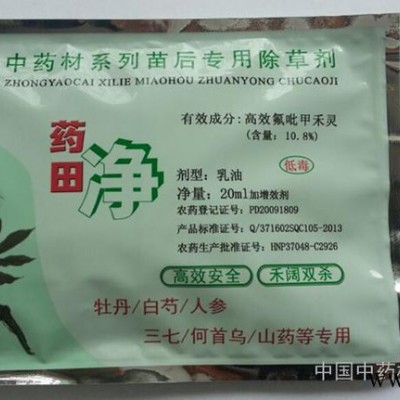 中药材系列苗后专用除草剂
ZHONGYAOCAI XILIE MIAOHOU ZHUANYONG CHUCAOJI
有效成分：高效氟吡甲禾灵
（含量：10.8%）
药田净
低毒
剂型：乳油
净量：20ml加增效剂
农药登记证号：PD20091809
产品标准证号：Q/371602SQC105-2013
农药生产批准证号：HNP37048-C2926
高效安全
禾阔双杀
牡丹/白芍/人参
三七/何首乌/山药等专用
中国中药材